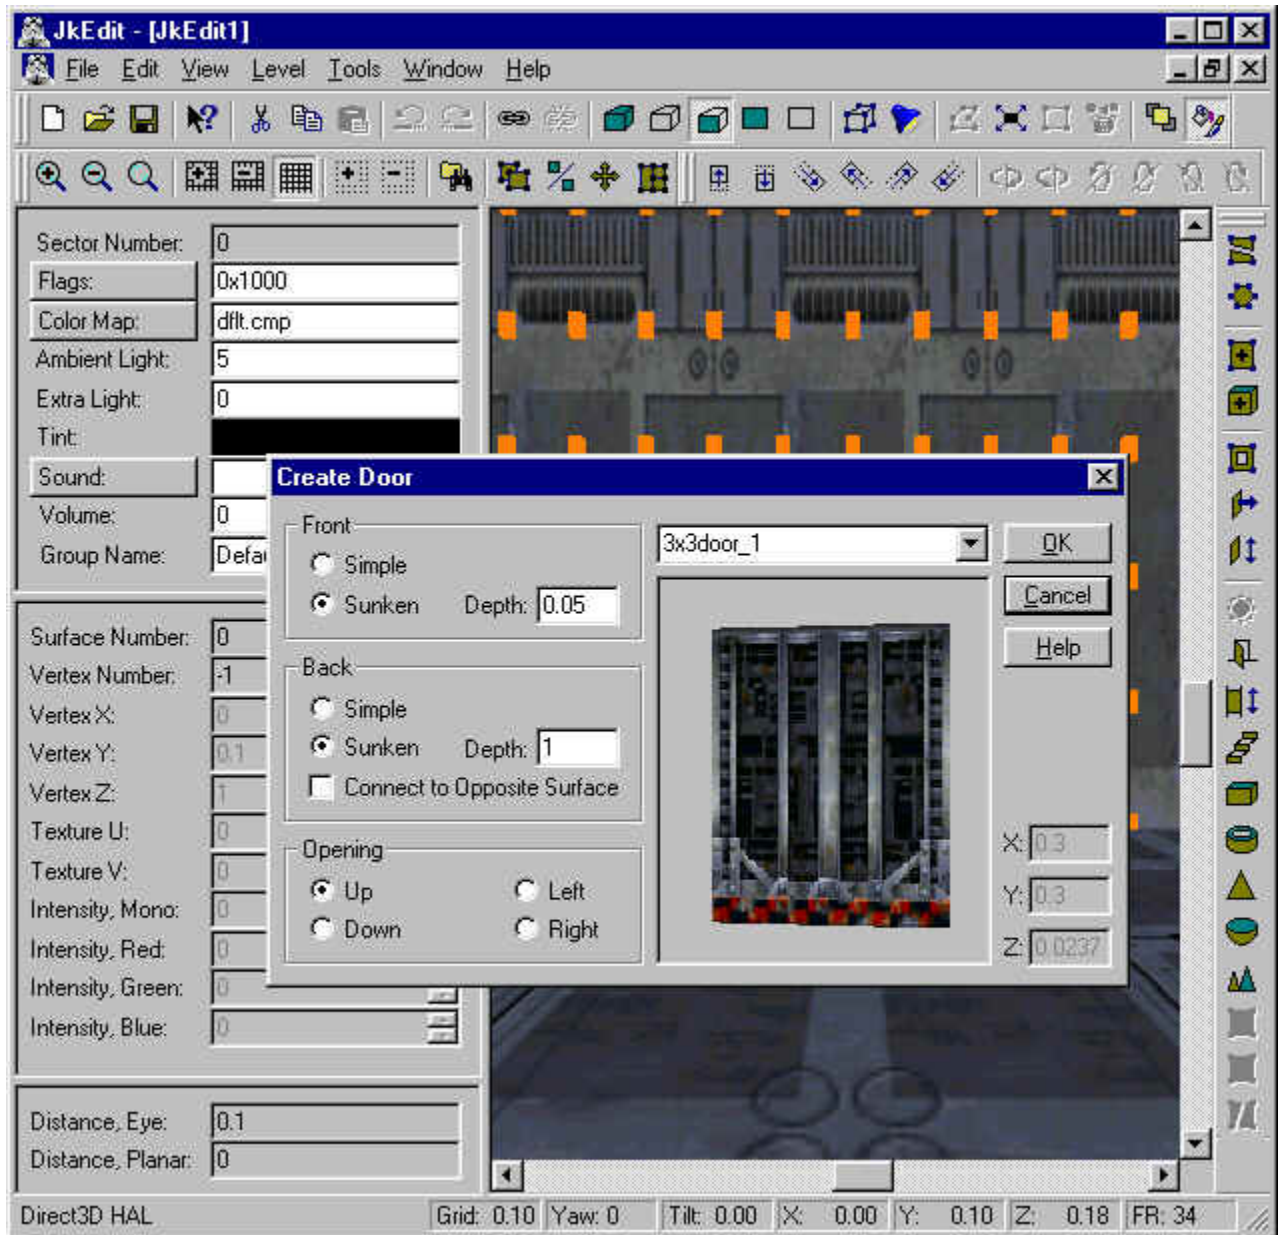 JkEdit - [JkEdit1]
File Edit View Level Tools Window Help
Sector Number: 0
Flags: 0x1000
Color Map: dflt.cmp
Ambient Light: 5
Extra Light: 0
Tint:
Sound:
Volume: 0
Group Name: Defau
Create Door
Front
Simple
Sunken Depth: 0.05
Back
Simple
Sunken Depth: 1
Connect to Opposite Surface
Opening
Up Left
Down Right
3x3door_1
OK
Cancel
Help
X: 0.3
Y: 0.3
Z: 0.0237
Surface Number: 0
Vertex Number: -1
Vertex X: 0
Vertex Y: 0.1
Vertex Z: 1
Texture U: 0
Texture V: 0
Intensity, Mono: 0
Intensity, Red: 0
Intensity, Green: 0
Intensity, Blue: 0
Distance, Eye: 0.1
Distance, Planar: 0
Direct3D HAL Grid: 0.10 Yaw: 0 Tilt: 0.00 X: 0.00 Y: 0.10 Z: 0.18 FR: 34